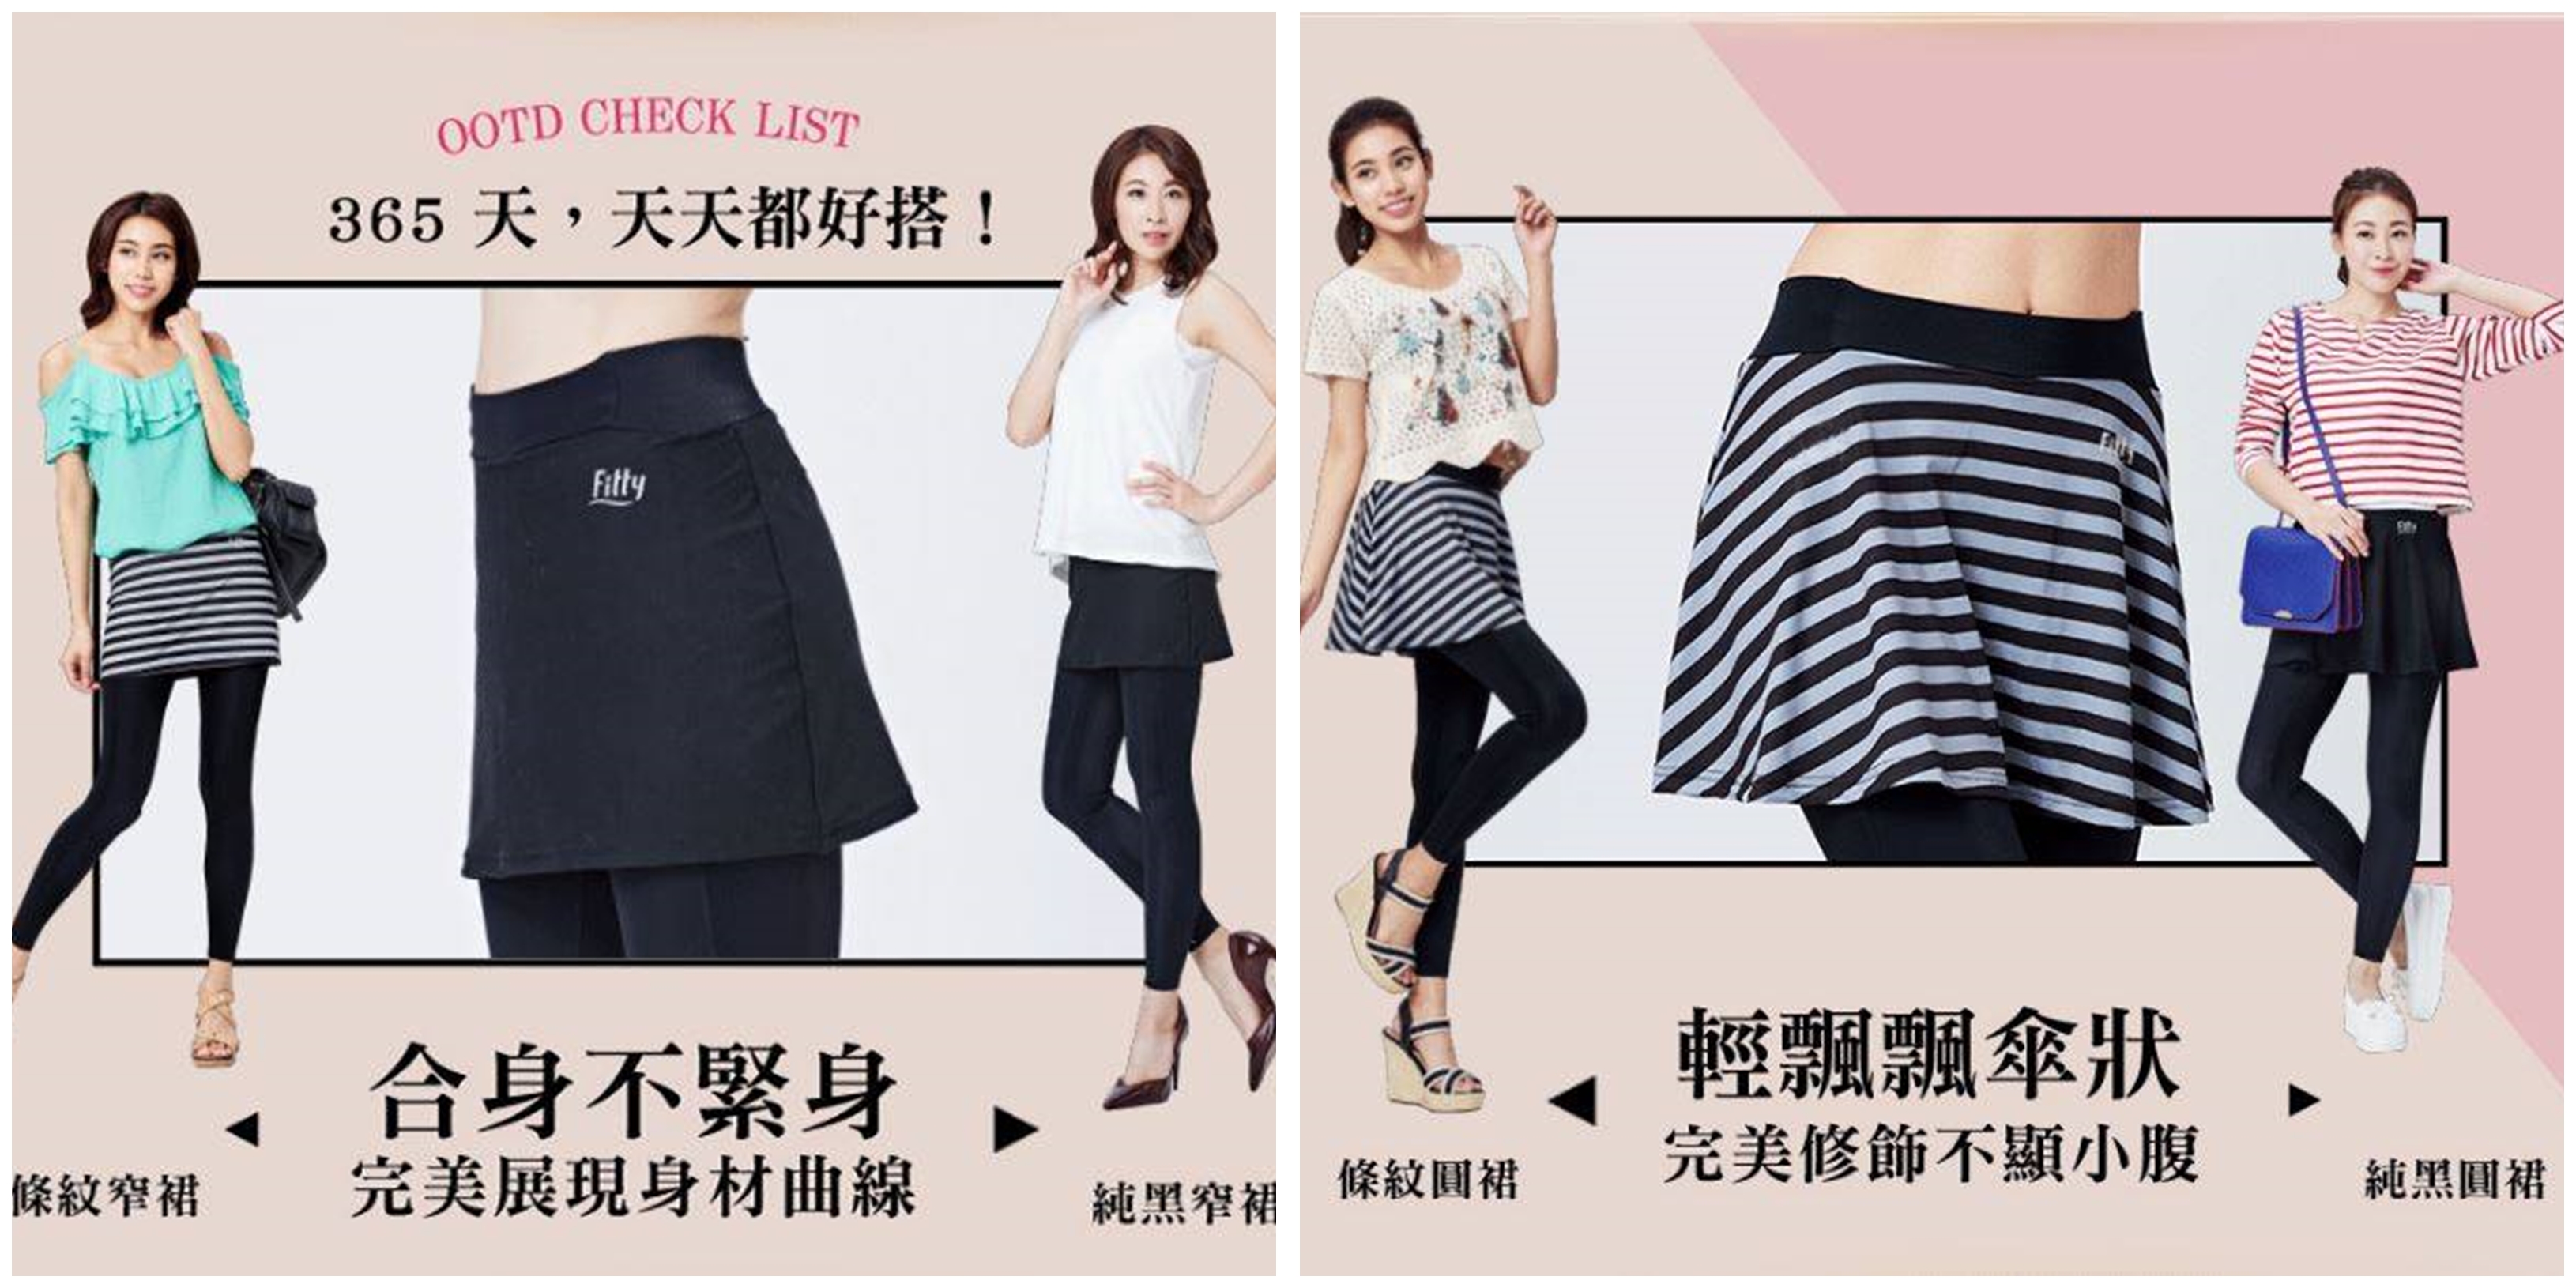 OOTD CHECK LIST
365 天，天天都好搭！
Fitty
合身不緊身
完美展現身材曲線
條紋窄裙
純黑窄裙
Fitty
Fitty
輕飄飄傘狀
完美修飾不顯小腹
條紋圓裙
純黑圓裙